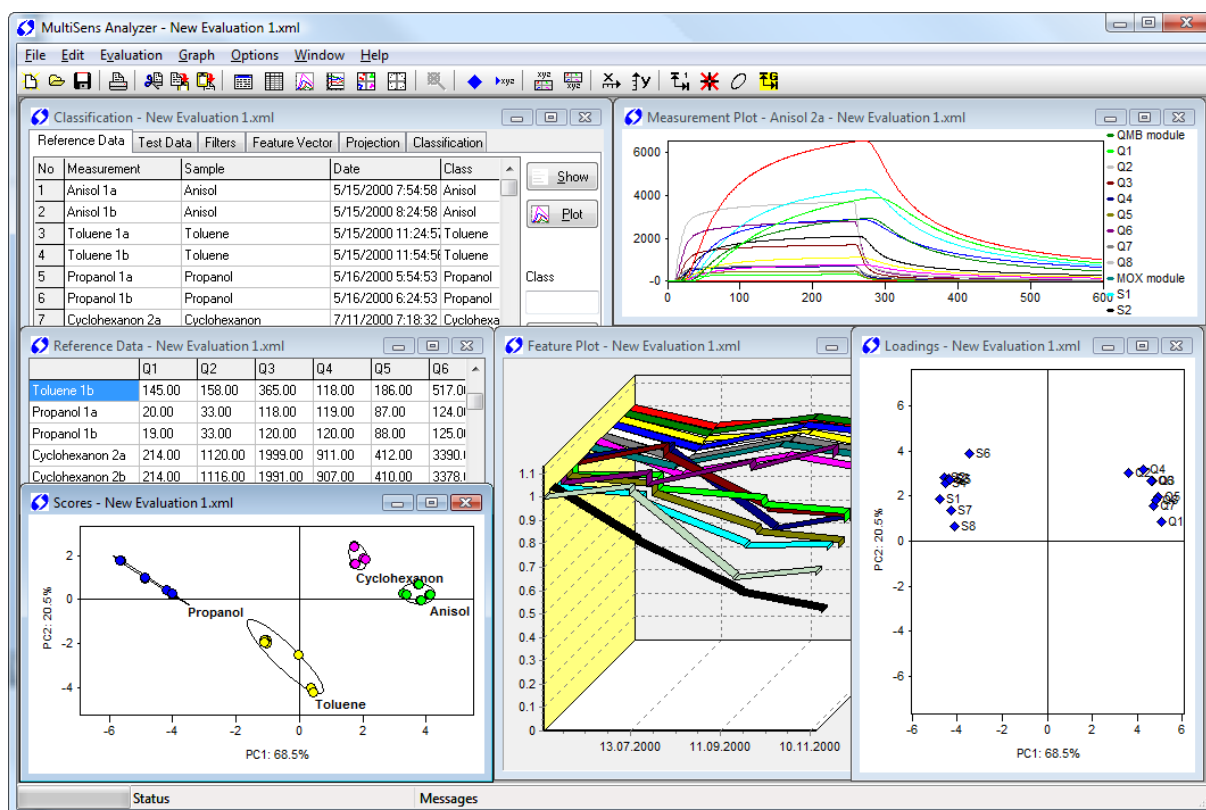 MultiSens Analyzer - New Evaluation 1.xml
File Edit Evaluation Graph Options Window Help
Classification - New Evaluation 1.xml
Reference Data Test Data Filters Feature Vector Projection Classification
No Measurement Sample Date Class
1 Anisol 1a Anisol 5/15/2000 7:54:58 Anisol
2 Anisol 1b Anisol 5/15/2000 8:24:58 Anisol
3 Toluene 1a Toluene 5/15/2000 11:24:57 Toluene
4 Toluene 1b Toluene 5/15/2000 11:54:56 Toluene
5 Propanol 1a Propanol 5/16/2000 5:54:53 Propanol
6 Propanol 1b Propanol 5/16/2000 6:24:53 Propanol
7 Cyclohexanon 2a Cyclohexanon 7/11/2000 7:18:32 Cyclohexa
Show
Plot
Class
Measurement Plot - Anisol 2a - New Evaluation 1.xml
6000
4000
2000
-0
0 100 200 300 400 500 600
QMB module
Q1
Q2
Q3
Q4
Q5
Q6
Q7
Q8
MOX module
S1
S2
Reference Data - New Evaluation 1.xml
Q1 Q2 Q3 Q4 Q5 Q6
Toluene 1b 145.00 158.00 365.00 118.00 186.00 517.0
Propanol 1a 20.00 33.00 118.00 119.00 87.00 124.0
Propanol 1b 19.00 33.00 120.00 120.00 88.00 125.0
Cyclohexanon 2a 214.00 1120.00 1999.00 911.00 412.00 3390.
Cyclohexanon 2b 214.00 1116.00 1991.00 907.00 410.00 3378.
Scores - New Evaluation 1.xml
PC2: 20.5%
2
0
-2
-4
Cyclohexanon
Propanol
Anisol
Toluene
-6 -4 -2 0 2 4
PC1: 68.5%
Feature Plot - New Evaluation 1.xml
1.1
1
0.9
0.8
0.7
0.6
0.5
0.4
0.3
0.2
0.1
0
13.07.2000 11.09.2000 10.11.2000
Loadings - New Evaluation 1.xml
PC2: 20.5%
6
4
2
0
-2
-4
-6
S6
S1
S7
S8
Q4
Q5
Q7
Q1
-6 -4 -2 0 2 4 6
PC1: 68.5%
Status Messages